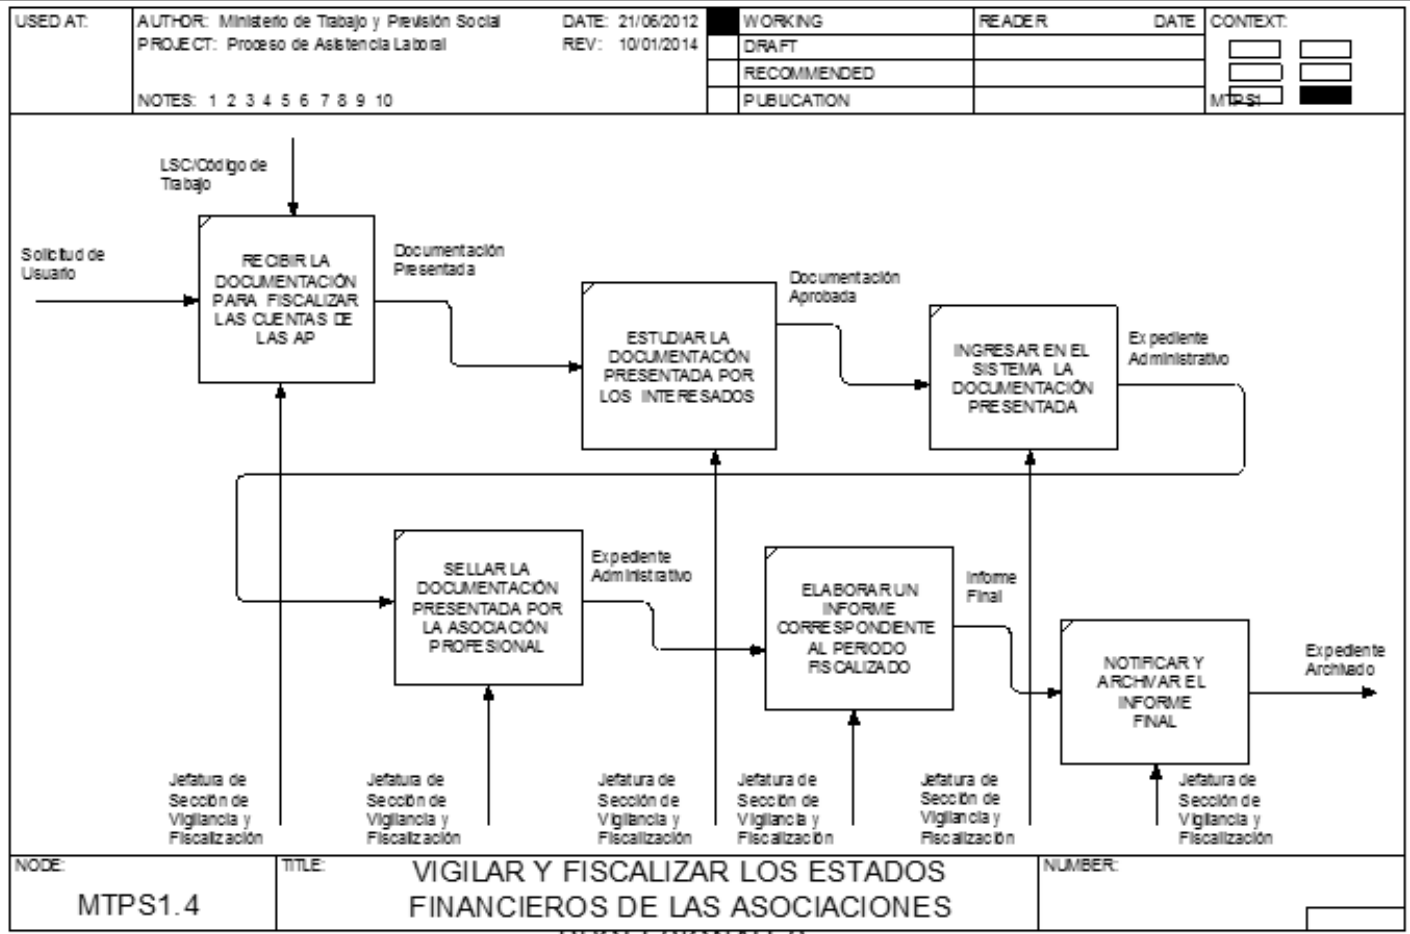 USED AT:
AUTHOR: Ministerio de Trabajo y Previsión Social
DATE: 21/06/2012
PROJECT: Proceso de Asistencia Laboral
REV: 10/01/2014
NOTES: 1 2 3 4 5 6 7 8 9 10
WORKING
DRAFT
RECOMMENDED
PUBLICATION
READER
DATE
CONTEXT:
MTPS1
LSC/Código de
Trabajo
Solicitud de
Usuario
RECIBIR LA
DOCUMENTACIÓN
PARA FISCALIZAR
LAS CUENTAS DE
LAS AP
Documentación
Presentada
ESTUDIAR LA
DOCUMENTACIÓN
PRESENTADA POR
LOS INTERESADOS
Documentación
Aprobada
INGRESAR EN EL
SISTEMA LA
DOCUMENTACIÓN
PRESENTADA
Expediente
Administrativo
SELLAR LA
DOCUMENTACIÓN
PRESENTADA POR
LA ASOCIACIÓN
PROFESIONAL
Expediente
Administrativo
ELABORAR UN
INFORME
CORRESPONDIENTE
AL PERIODO
FISCALIZADO
Informe
Final
NOTIFICAR Y
ARCHIVAR EL
INFORME
FINAL
Expediente
Archivado
Jefatura de
Sección de
Vigilancia y
Fiscalización
Jefatura de
Sección de
Vigilancia y
Fiscalización
Jefatura de
Sección de
Vigilancia y
Fiscalización
Jefatura de
Sección de
Vigilancia y
Fiscalización
Jefatura de
Sección de
Vigilancia y
Fiscalización
Jefatura de
Sección de
Vigilancia y
Fiscalización
NODE:
MTPS1.4
TITLE:
VIGILAR Y FISCALIZAR LOS ESTADOS
FINANCIEROS DE LAS ASOCIACIONES
NUMBER: